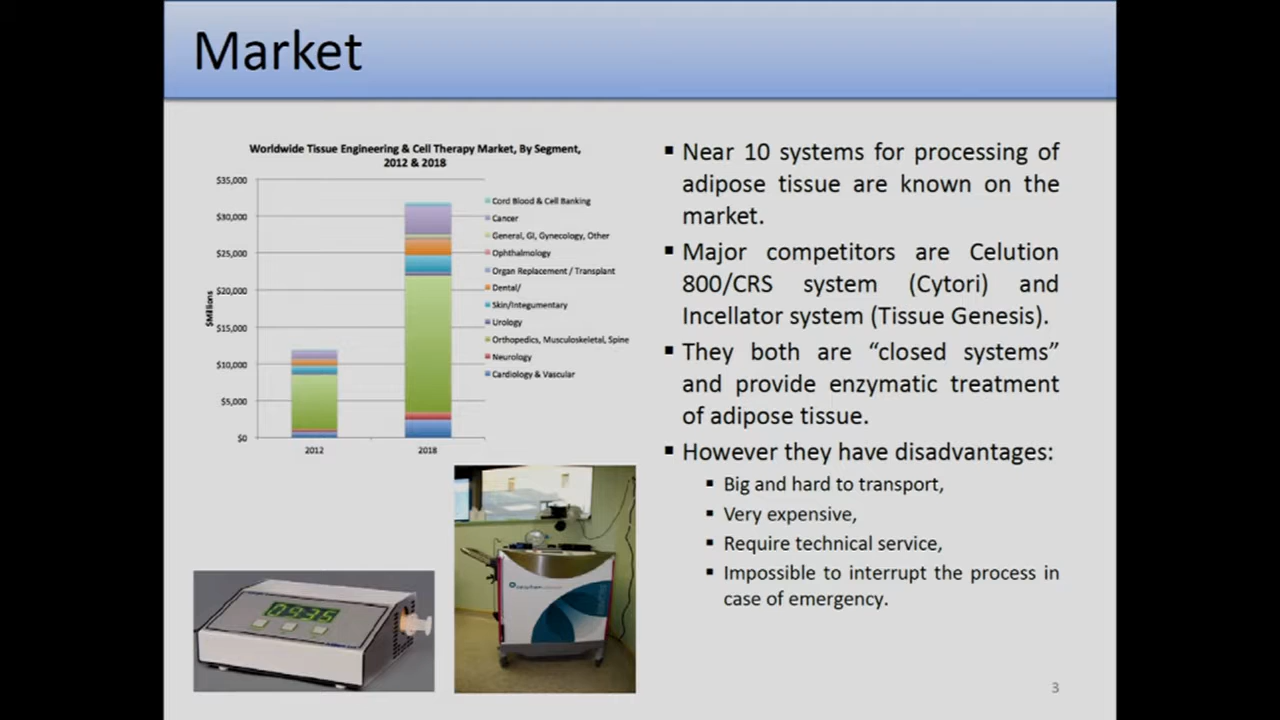 Market
Worldwide Tissue Engineering & Cell Therapy Market, By Segment,
2012 & 2018
$35,000
$30,000
$25,000
$20,000
$15,000
$10,000
$5,000
$0
$Millions
2012
2018
Cord Blood & Cell Banking
Cancer
General, GI, Gynecology, Other
Ophthalmology
Organ Replacement / Transplant
Dental/
Skin/Integumentary
Urology
Orthopedics, Musculoskeletal, Spine
Neurology
Cardiology & Vascular
▪ Near 10 systems for processing of
adipose tissue are known on the
market.
▪ Major competitors are Celution
800/CRS system (Cytori) and
Incellator system (Tissue Genesis).
▪ They both are “closed systems”
and provide enzymatic treatment
of adipose tissue.
▪ However they have disadvantages:
▪ Big and hard to transport,
▪ Very expensive,
▪ Require technical service,
▪ Impossible to interrupt the process in
case of emergency.
09:35
3